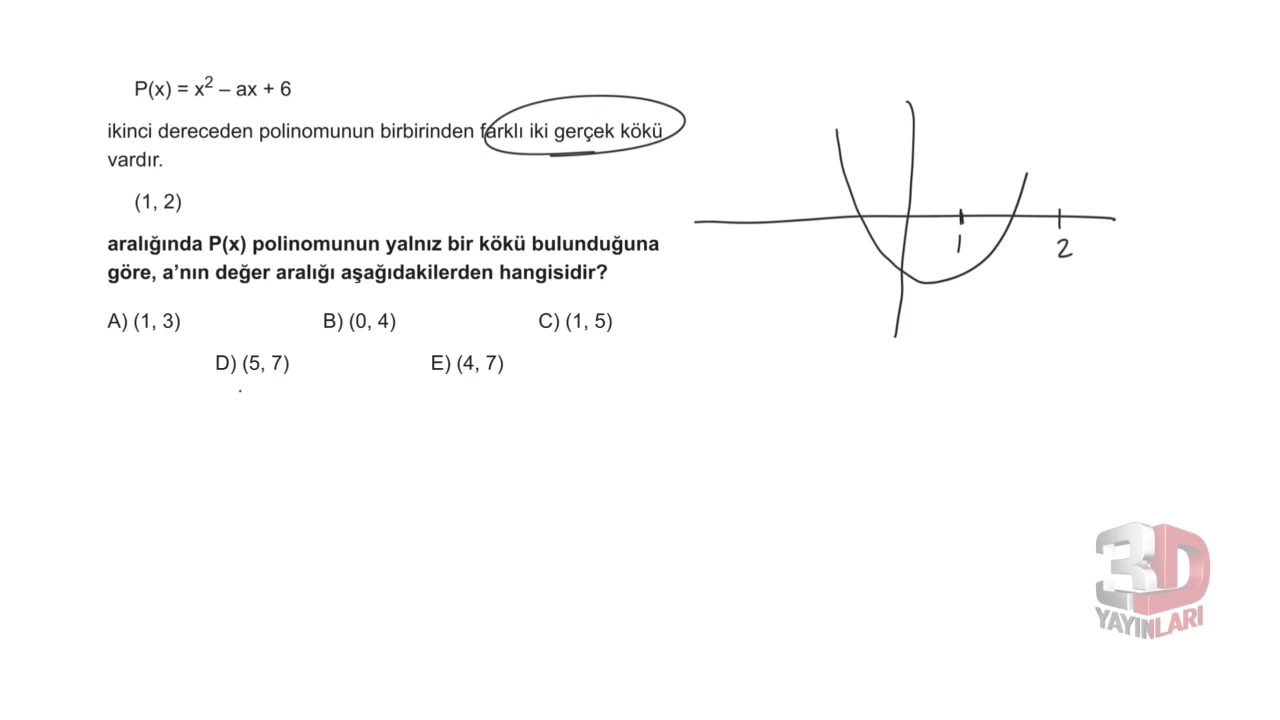 P(x) = x² – ax + 6
ikinci dereceden polinomunun birbirinden farklı iki gerçek kökü
vardır.
(1, 2)
aralığında P(x) polinomunun yalnız bir kökü bulunduğuna
göre, a’nın değer aralığı aşağıdakilerden hangisidir?
A) (1, 3) B) (0, 4) C) (1, 5)
D) (5, 7) E) (4, 7)
1 2
3D
YAYINLARI